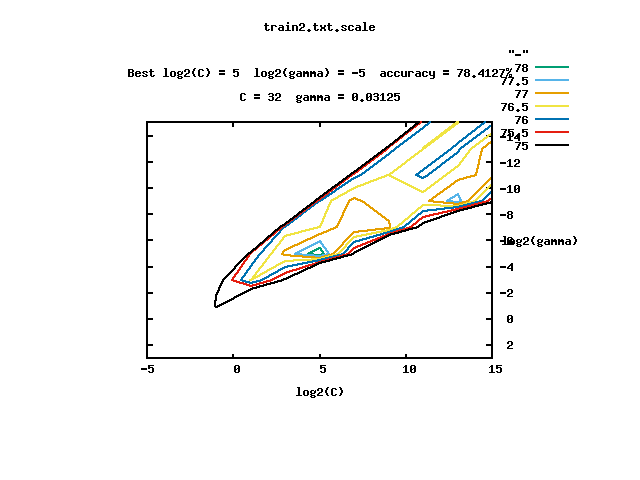 train2.txt.scale
"-"
Best log2(C) = 5  log2(gamma) = -5  accuracy = 78.4127%
78
77.5
C = 32  gamma = 0.03125
77
76.5
76
75.5
-14
75
-12
-10
-8
-6
log2(gamma)
-4
-2
0
2
-5 0 5 10 15
log2(C)